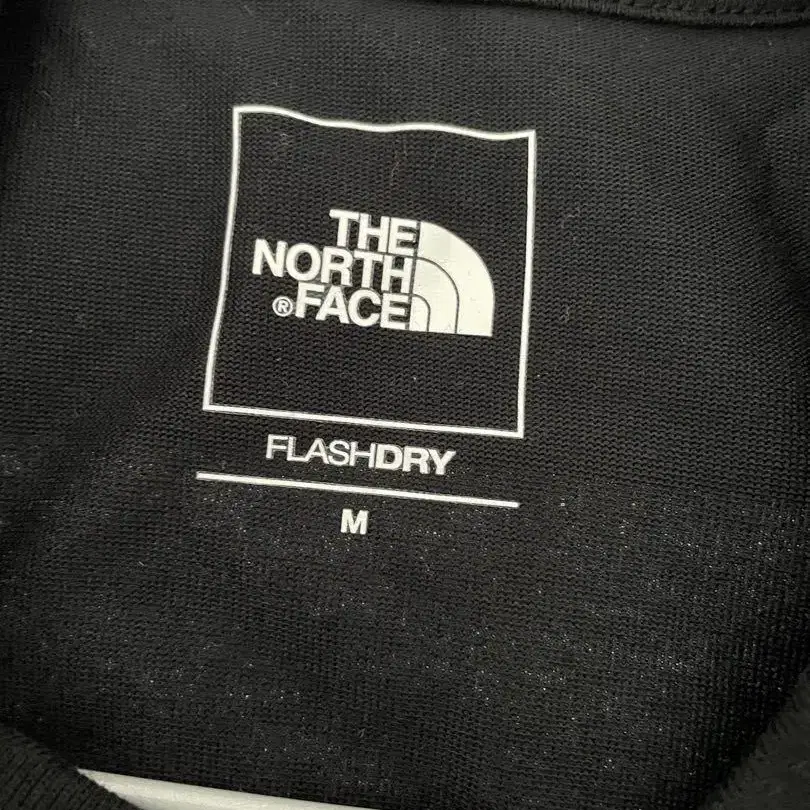 THE
NORTH
®FACE
FLASHDRY
M